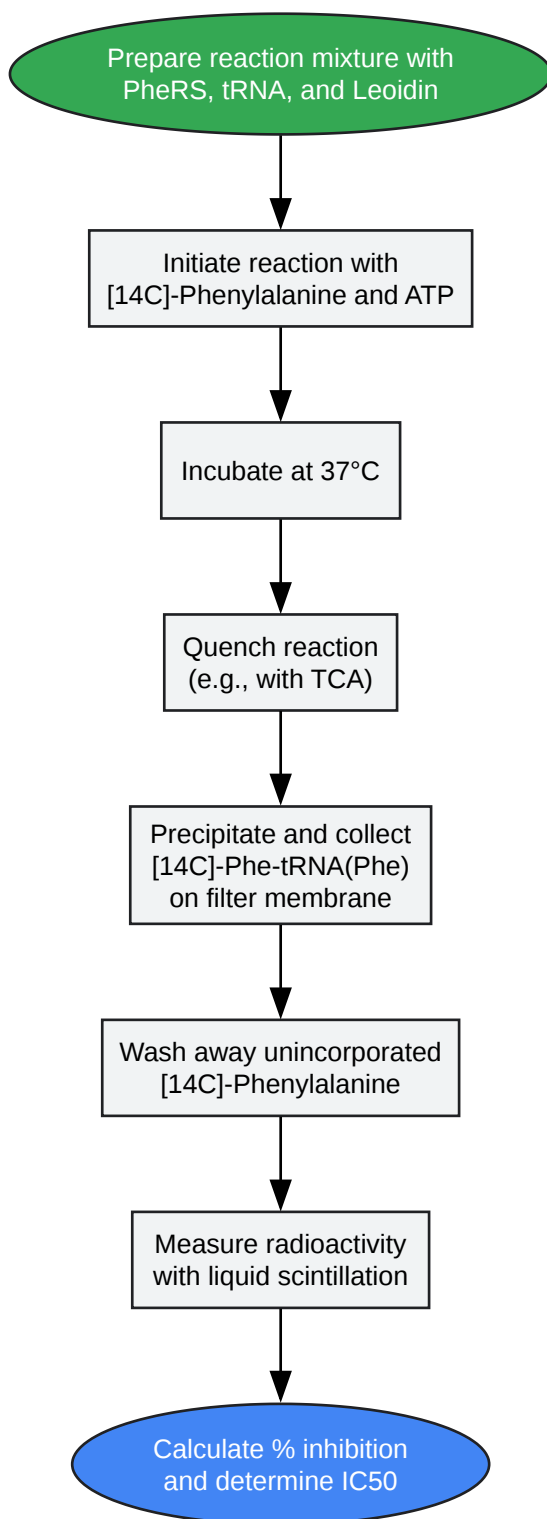 Prepare reaction mixture with
PheRS, tRNA, and Leoidin
Initiate reaction with
[14C]-Phenylalanine and ATP
Incubate at 37°C
Quench reaction
(e.g., with TCA)
Precipitate and collect
[14C]-Phe-tRNA(Phe)
on filter membrane
Wash away unincorporated
[14C]-Phenylalanine
Measure radioactivity
with liquid scintillation
Calculate % inhibition
and determine IC50